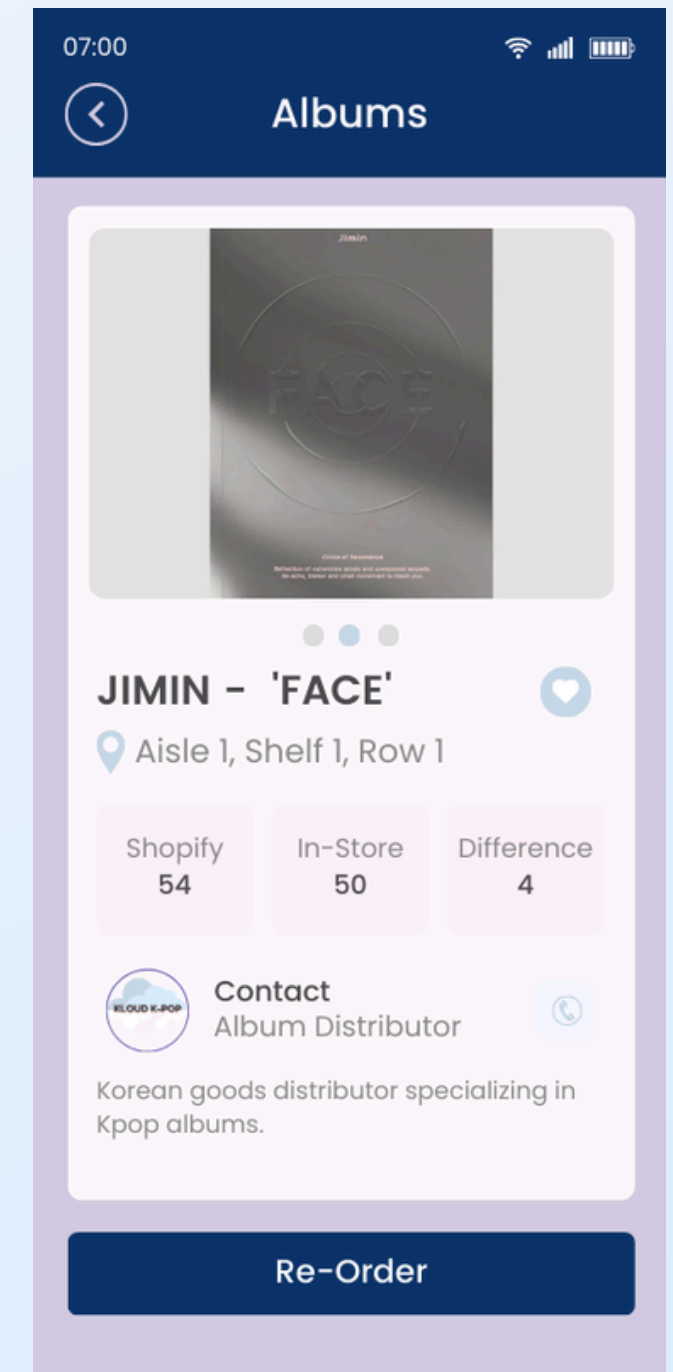 07:00
Albums
Jimin
FACE
Circle of Resonance
JIMIN - 'FACE'
Aisle 1, Shelf 1, Row 1
Shopify In-Store Difference
54 50 4
KLOUD K-POP
Contact
Album Distributor
Korean goods distributor specializing in
Kpop albums.
Re-Order